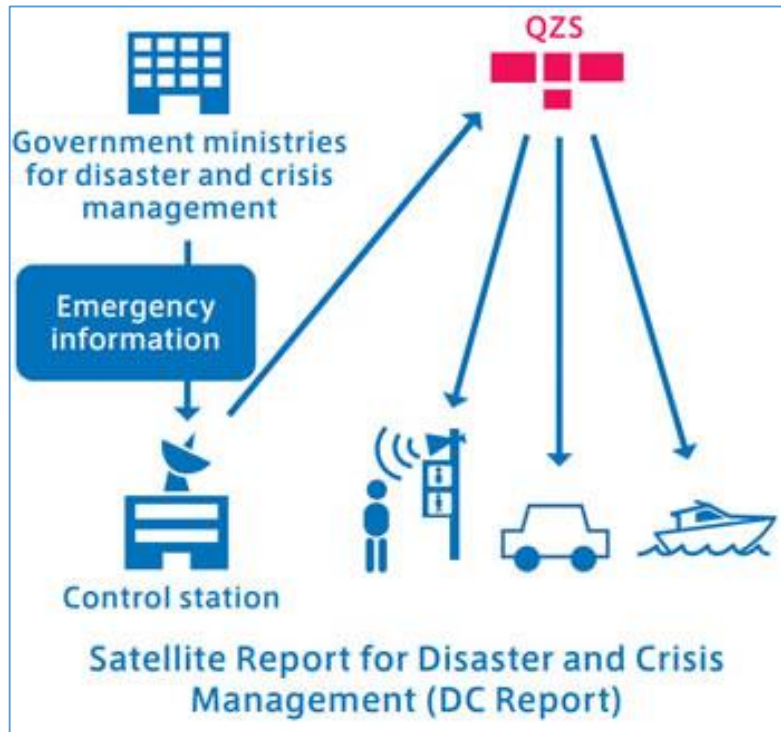 QZS
Government ministries
for disaster and crisis
management
Emergency
information
Control station
Satellite Report for Disaster and Crisis
Management (DC Report)